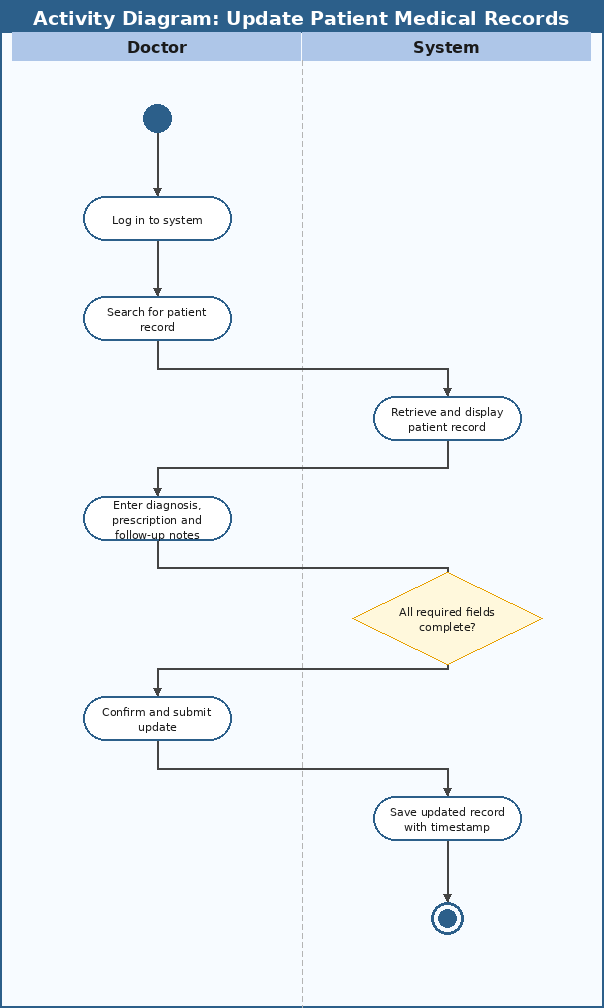 Activity Diagram: Update Patient Medical Records
Doctor
System
Log in to system
Search for patient
record
Retrieve and display
patient record
Enter diagnosis,
prescription and
follow-up notes
All required fields
complete?
Confirm and submit
update
Save updated record
with timestamp